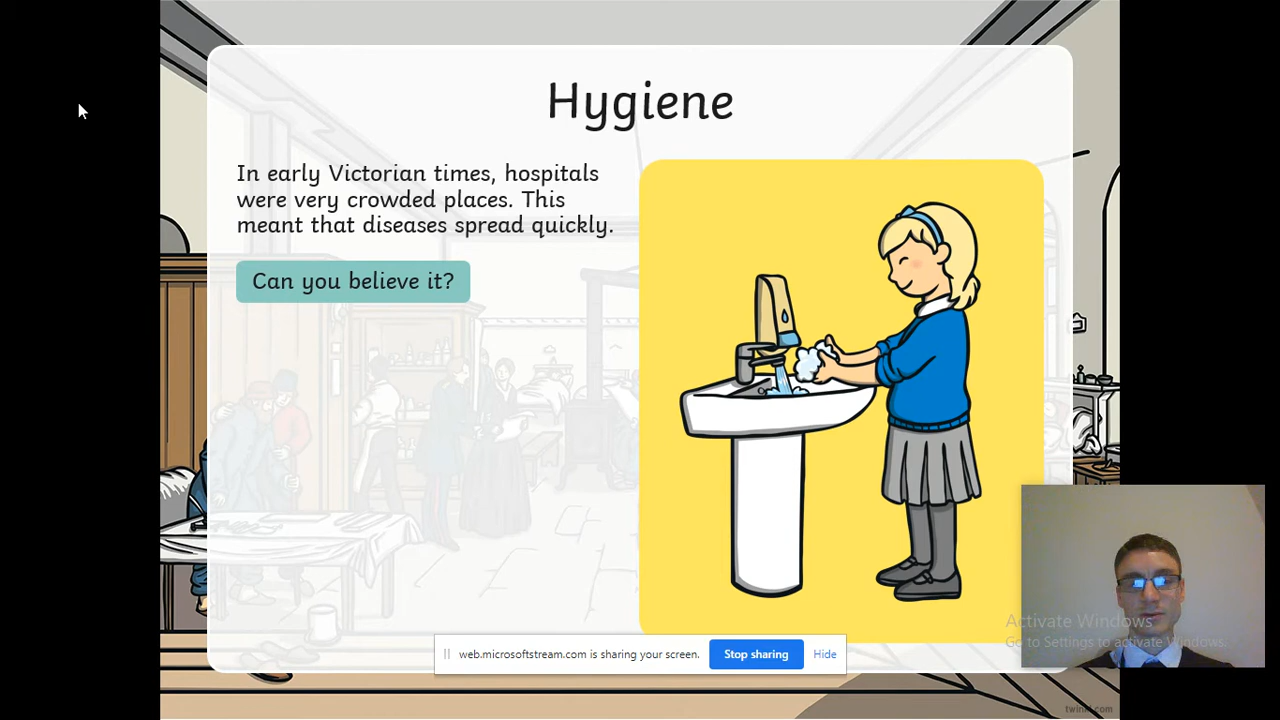 Hygiene
In early Victorian times, hospitals
were very crowded places. This
meant that diseases spread quickly.
Can you believe it?
web.microsoftstream.com is sharing your screen. Stop sharing Hide
Activate Windows
Go to Settings to activate Windows.
twinkl.com